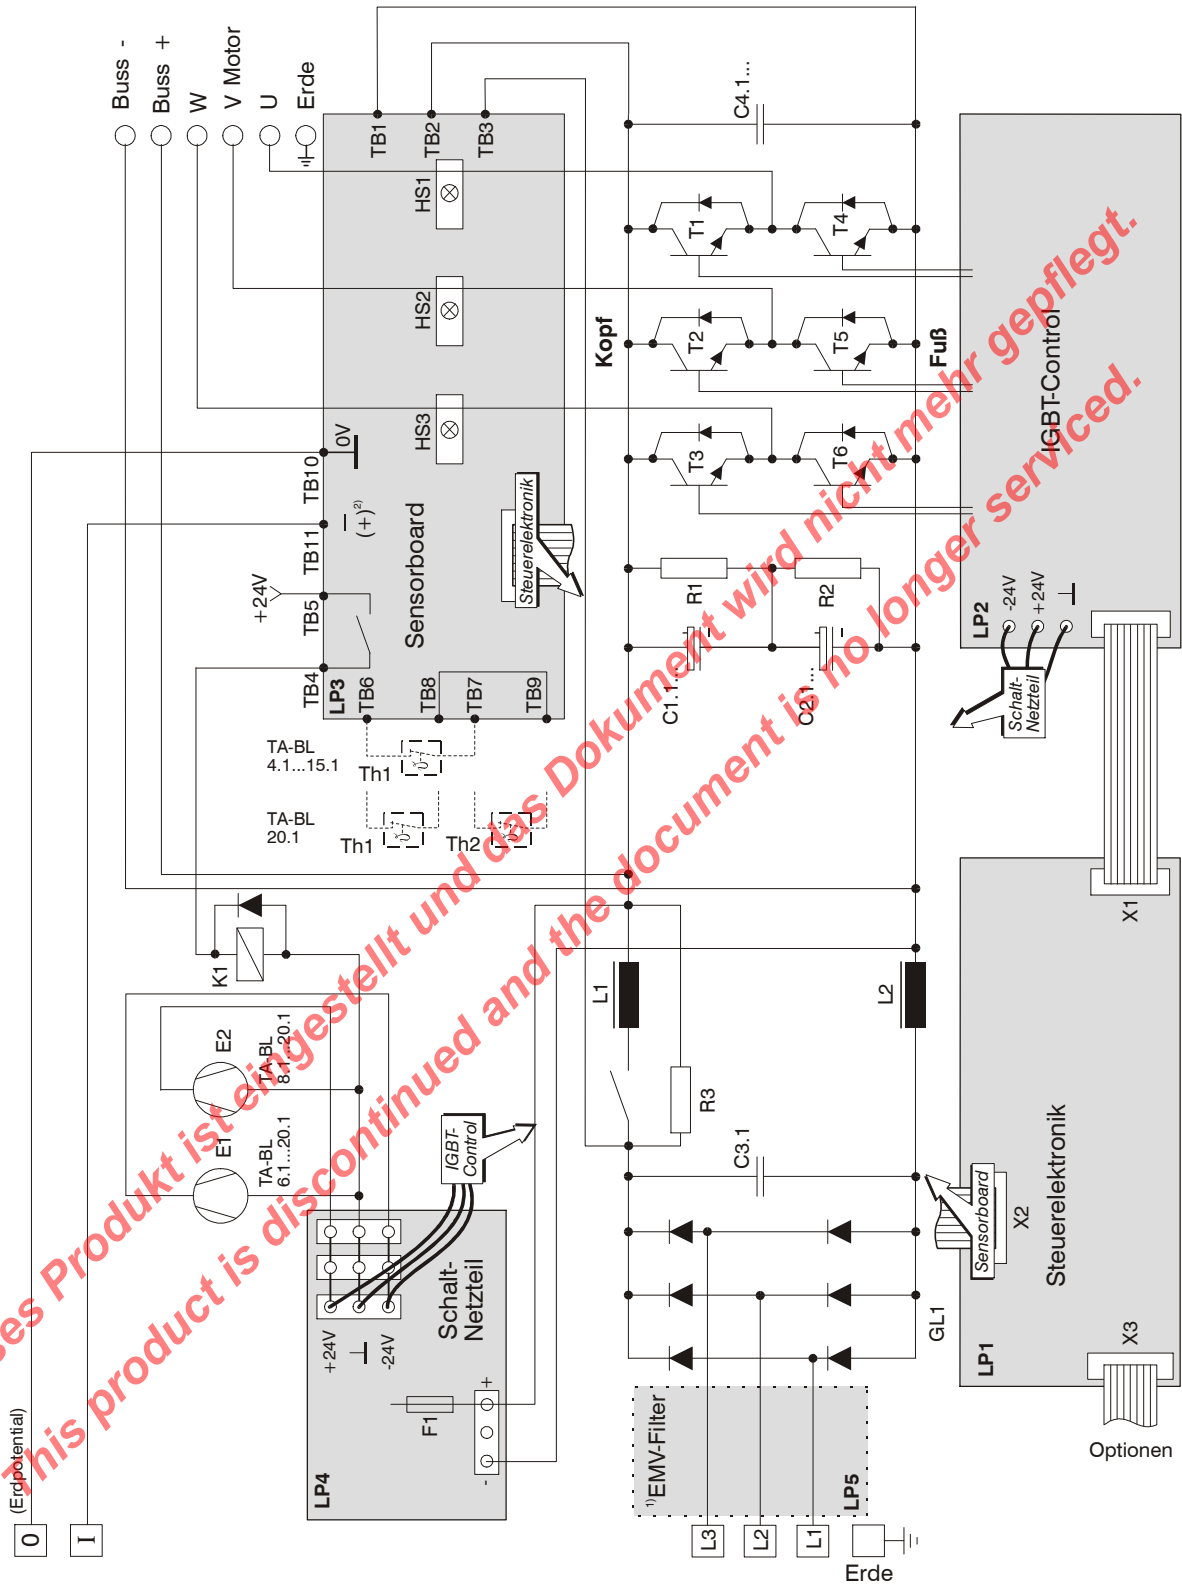 Buss -
Buss +
W
V Motor
U
Erde
TB1
TB2
TB3
HS1
HS2
HS3
0V
TB10
(+)²⁾
TB11
+24V
TB5
TB4
LP3
TB6
TB8
TB7
TB9
Sensorboard
Steuerelektronik
TA-BL
4.1...15.1
Th1
TA-BL
20.1
Th1
Th2
C4.1...
T1
T4
T2
T5
T3
T6
Kopf
Fuß
R1
R2
C1.1...
C2.1...
IGBT-Control
LP2
-24V
+24V
Schalt-
Netzteil
X1
K1
E2
TA-BL
8.1...20.1
E1
TA-BL
6.1...20.1
IGBT-
Control
L1
L2
R3
C3.1
Sensorboard
X2
Steuerelektronik
GL1
LP1
X3
Optionen
+24V
-24V
Schalt-
Netzteil
F1
+
-
LP4
¹⁾EMV-Filter
LP5
L3
L2
L1
Erde
(Erdpotential)
0
I
ses Produkt ist eingestellt und das Dokument wird nicht mehr gepflegt.
This product is discontinued and the document is no longer serviced.